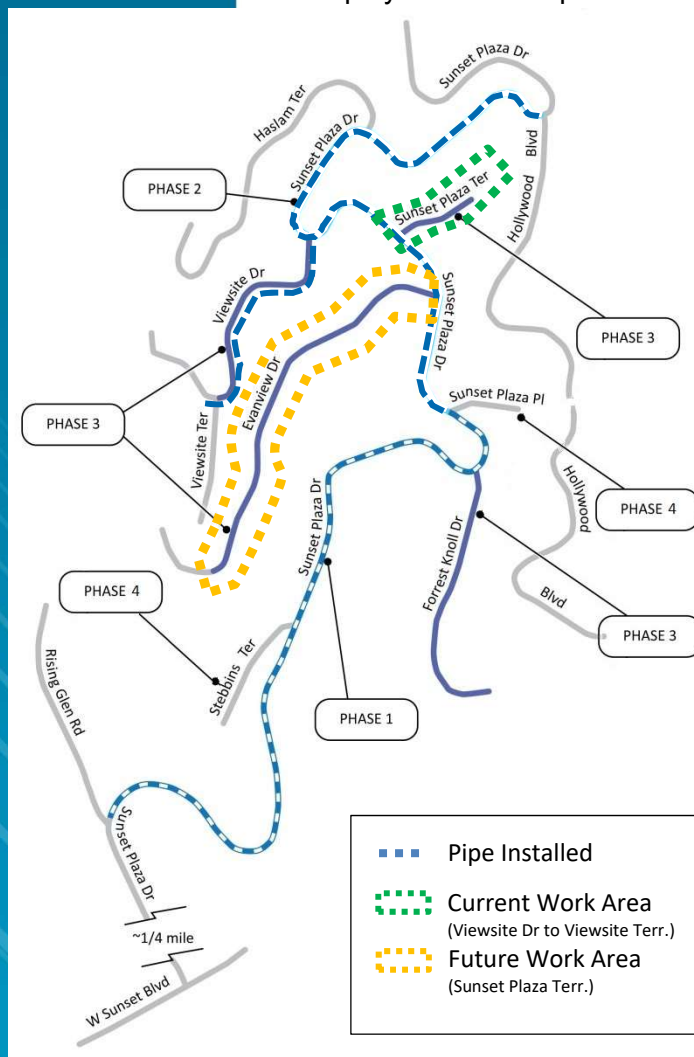 Sunset Plaza Dr
Haslam Ter
Sunset Plaza Dr
Hollywood Blvd
PHASE 2
Sunset Plaza Ter
Viewsite Dr
Sunset Plaza Dr
PHASE 3
Evanview Dr
Sunset Plaza Pl
PHASE 3
Viewsite Ter
Sunset Plaza Dr
PHASE 4
Hollywood
Forrest Knoll Dr
PHASE 4
Blvd
PHASE 3
Rising Glen Rd
Stebbins Ter
PHASE 1
Sunset Plaza Dr
~1/4 mile
W Sunset Blvd
Pipe Installed
Current Work Area
(Viewsite Dr to Viewsite Terr.)
Future Work Area
(Sunset Plaza Terr.)